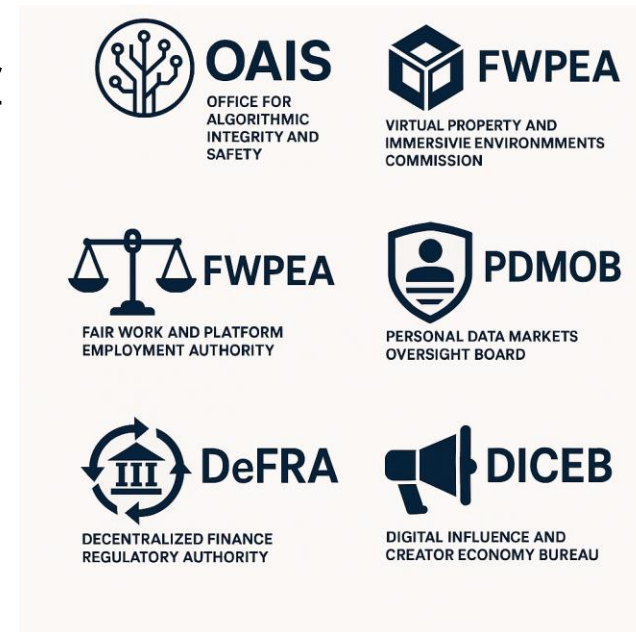 OAIS
OFFICE FOR
ALGORITHMIC
INTEGRITY AND
SAFETY
FWPEA
VIRTUAL PROPERTY AND
IMMERSIVIE ENVIRONMMENTS
COMMISSION
FWPEA
FAIR WORK AND PLATFORM
EMPLOYMENT AUTHORITY
PDMOB
PERSONAL DATA MARKETS
OVERSIGHT BOARD
DeFRA
DECENTRALIZED FINANCE
REGULATORY AUTHORITY
DICEB
DIGITAL INFLUENCE AND
CREATOR ECONOMY BUREAU